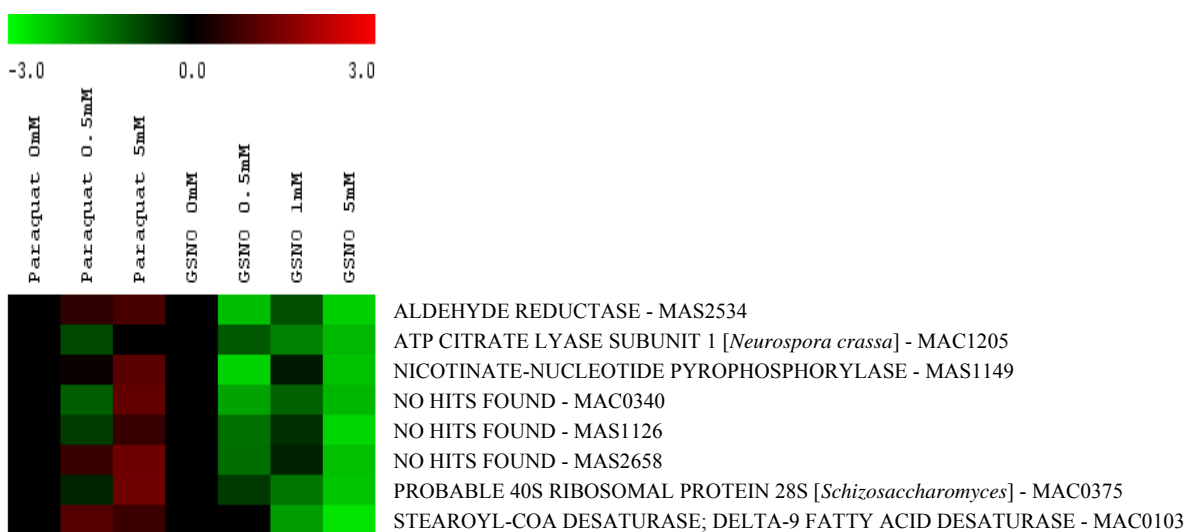 -3.0 0.0 3.0
Paraquat 0mM
Paraquat 0.5mM
Paraquat 5mM
GSNO 0mM
GSNO 0.5mM
GSNO 1mM
GSNO 5mM
ALDEHYDE REDUCTASE - MAS2534
ATP CITRATE LYASE SUBUNIT 1 [Neurospora crassa] - MAC1205
NICOTINATE-NUCLEOTIDE PYROPHOSPHORYLASE - MAS1149
NO HITS FOUND - MAC0340
NO HITS FOUND - MAS1126
NO HITS FOUND - MAS2658
PROBABLE 40S RIBOSOMAL PROTEIN 28S [Schizosaccharomyces] - MAC0375
STEAROYL-COA DESATURASE; DELTA-9 FATTY ACID DESATURASE - MAC0103